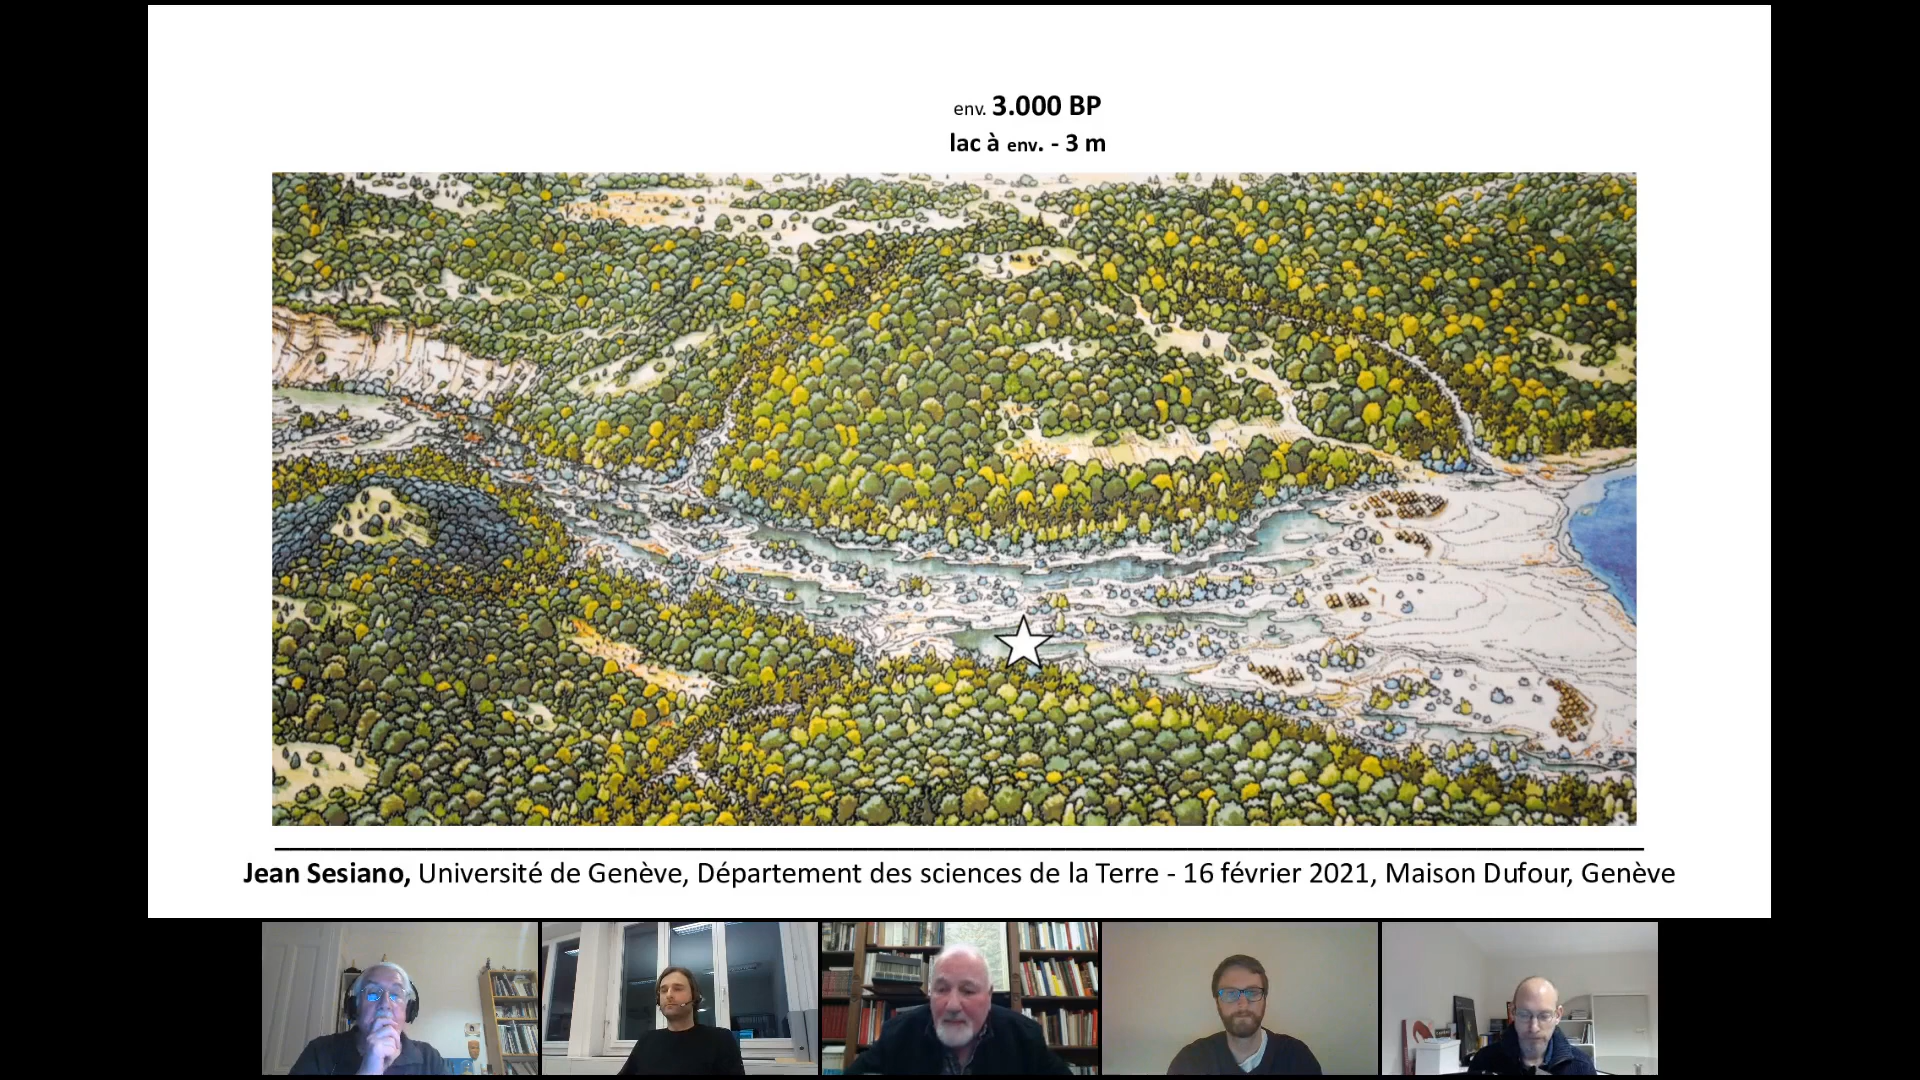 env. 3.000 BP
lac à env. - 3 m
Jean Sesiano, Université de Genève, Département des sciences de la Terre - 16 février 2021, Maison Dufour, Genève